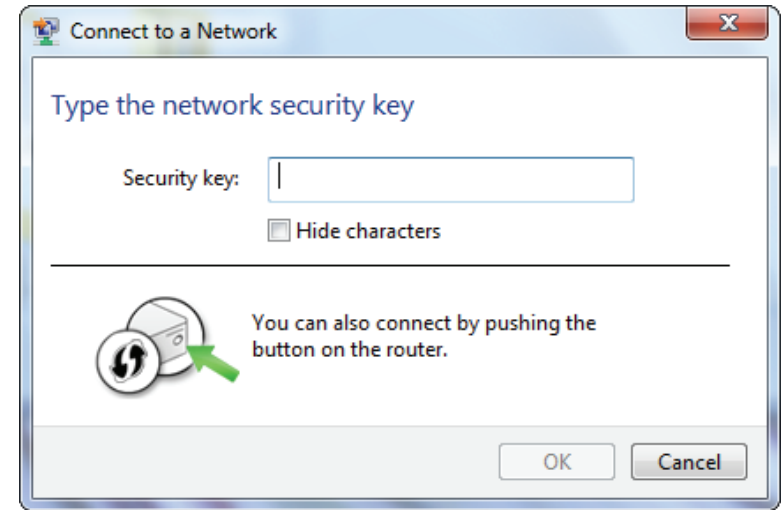 Connect to a Network
Type the network security key
Security key:
Hide characters
You can also connect by pushing the
button on the router.
OK
Cancel